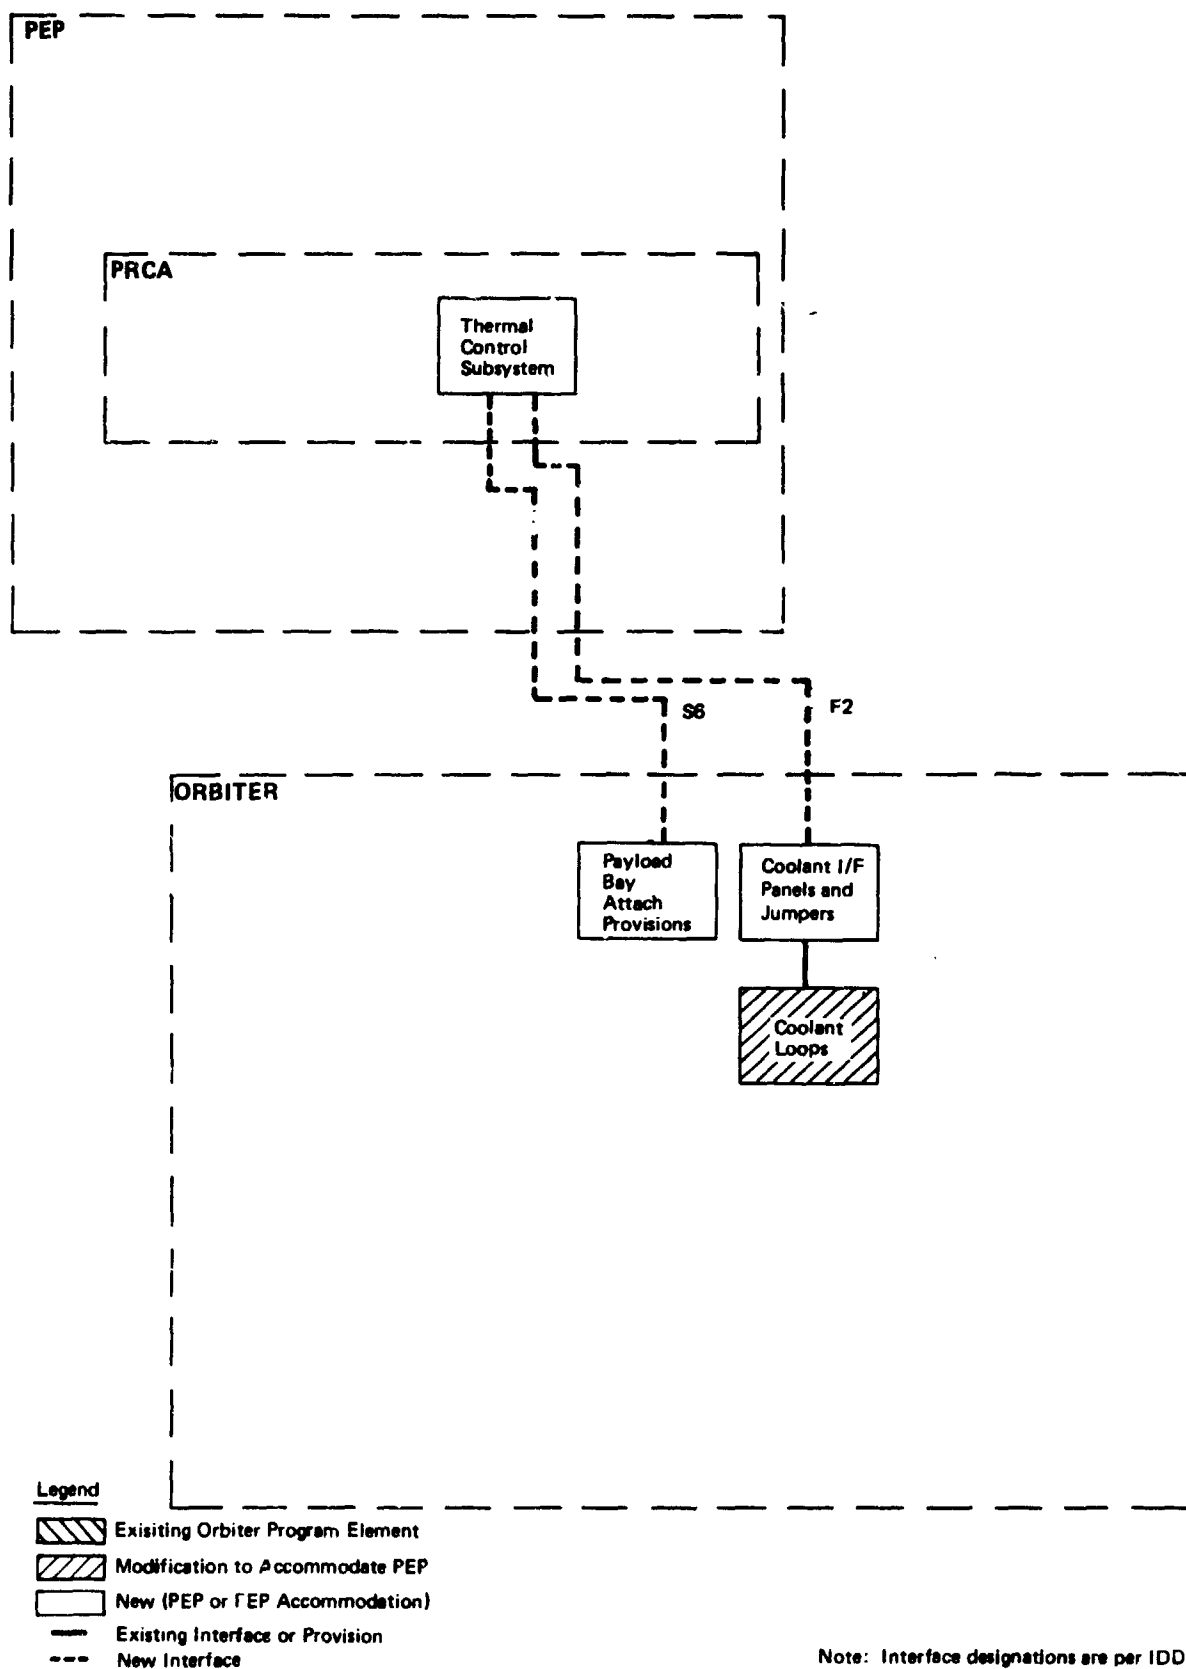 PEP
PRCA
Thermal
Control
Subsystem
S6
F2
ORBITER
Payload
Bay
Attach
Provisions
Coolant I/F
Panels and
Jumpers
Coolant
Loops
Legend
Exisiting Orbiter Program Element
Modification to Accommodate PEP
New (PEP or PEP Accommodation)
Existing Interface or Provision
New Interface
Note: Interface designations are per IDD